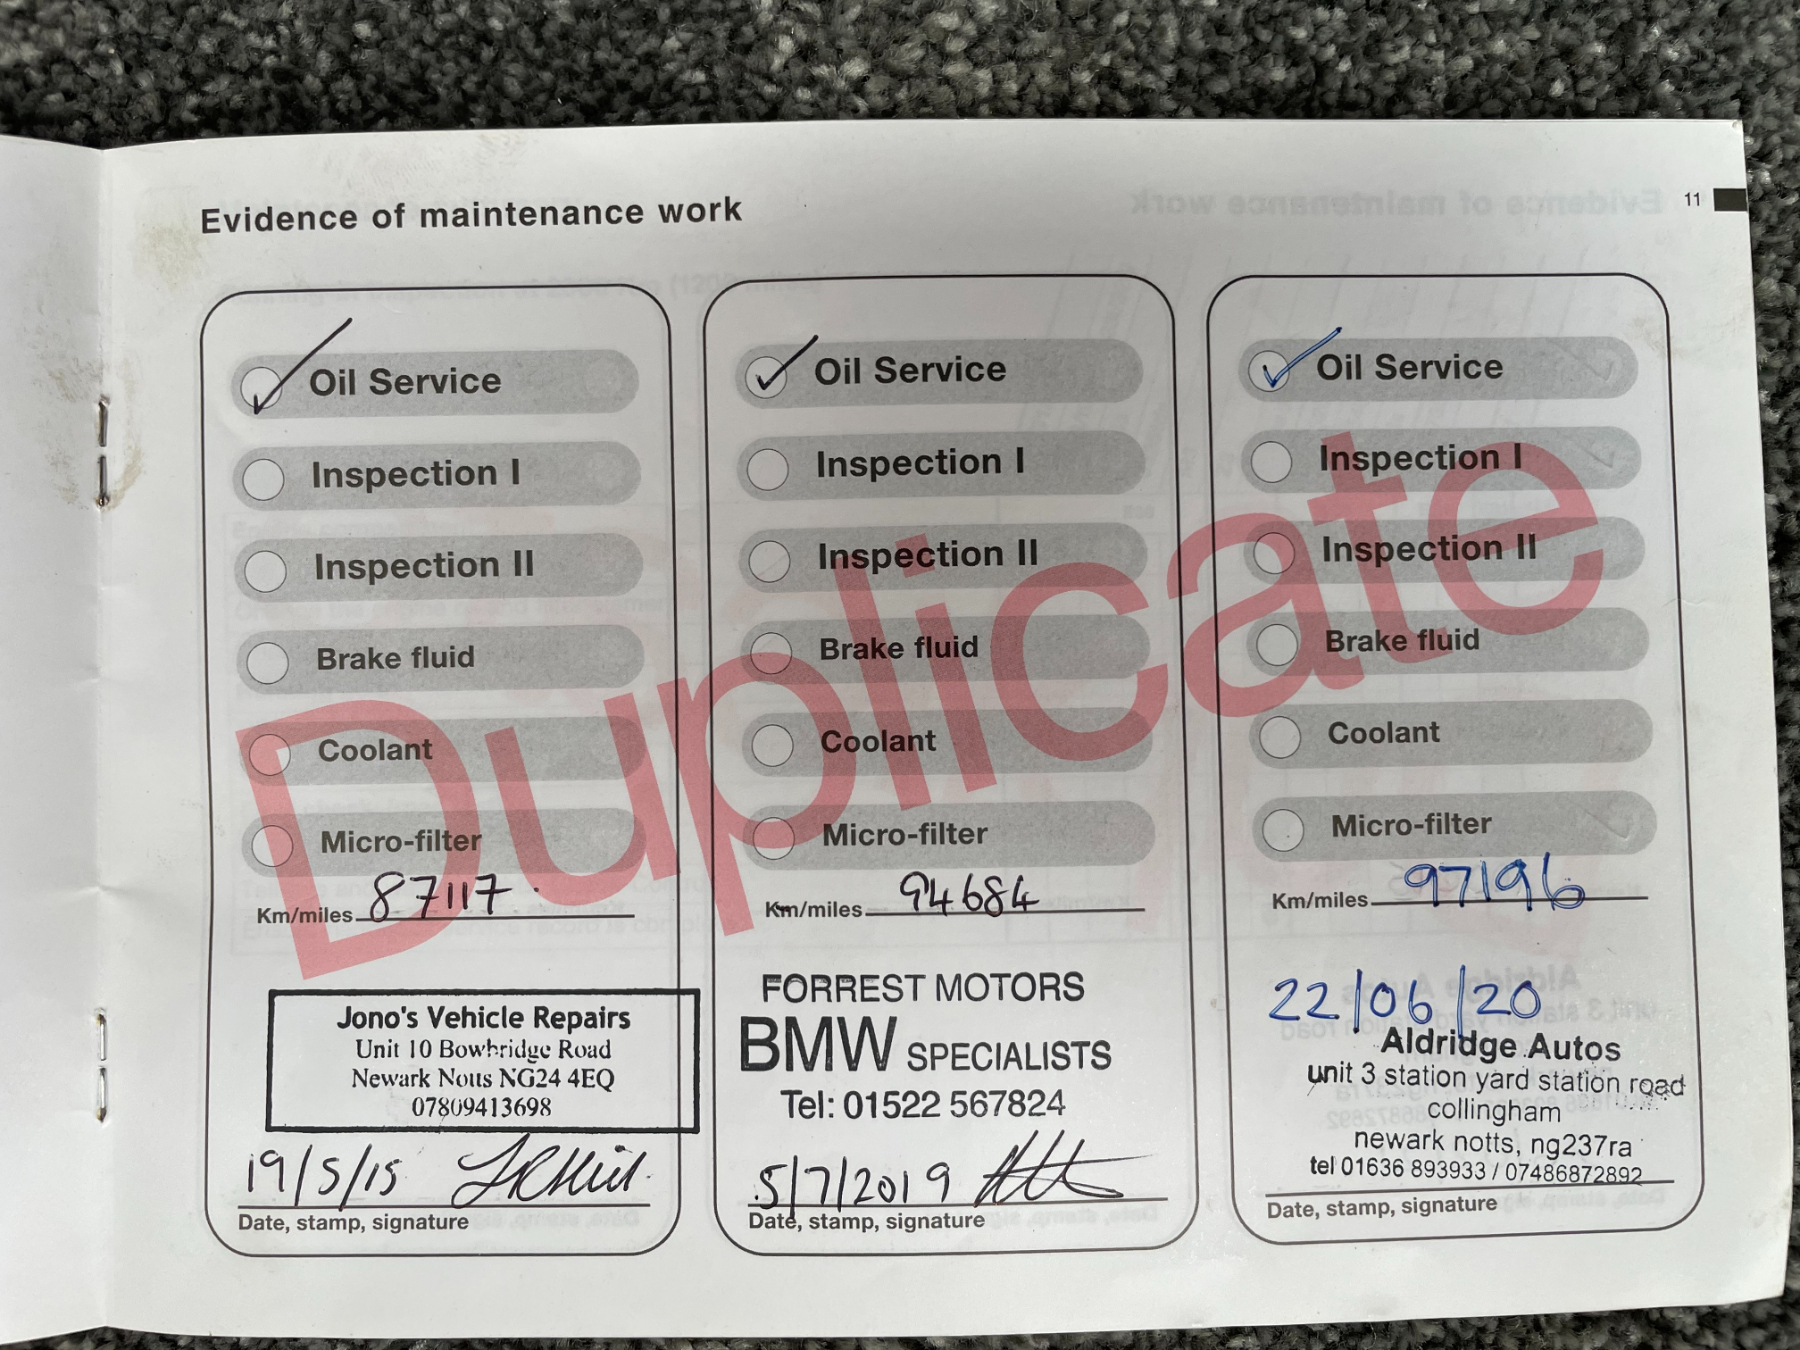 Evidence of maintenance work
11
Oil Service
Inspection I
Inspection II
Brake fluid
Coolant
Micro-filter
Km/miles 87117.
Jono's Vehicle Repairs
Unit 10 Bowbridge Road
Newark Notts NG24 4EQ
07809413698
19/5/15
Date, stamp, signature
Oil Service
Inspection I
Inspection II
Brake fluid
Coolant
Micro-filter
Km/miles 94684
FORREST MOTORS
BMW SPECIALISTS
Tel: 01522 567824
5/7/2019
Date, stamp, signature
Oil Service
Inspection I
Inspection II
Brake fluid
Coolant
Micro-filter
Km/miles 97196
22/06/20
Aldridge Autos
unit 3 station yard station road
collingham
newark notts, ng237ra
tel 01636 893933 / 07486872892
Date, stamp, signature
Duplicate